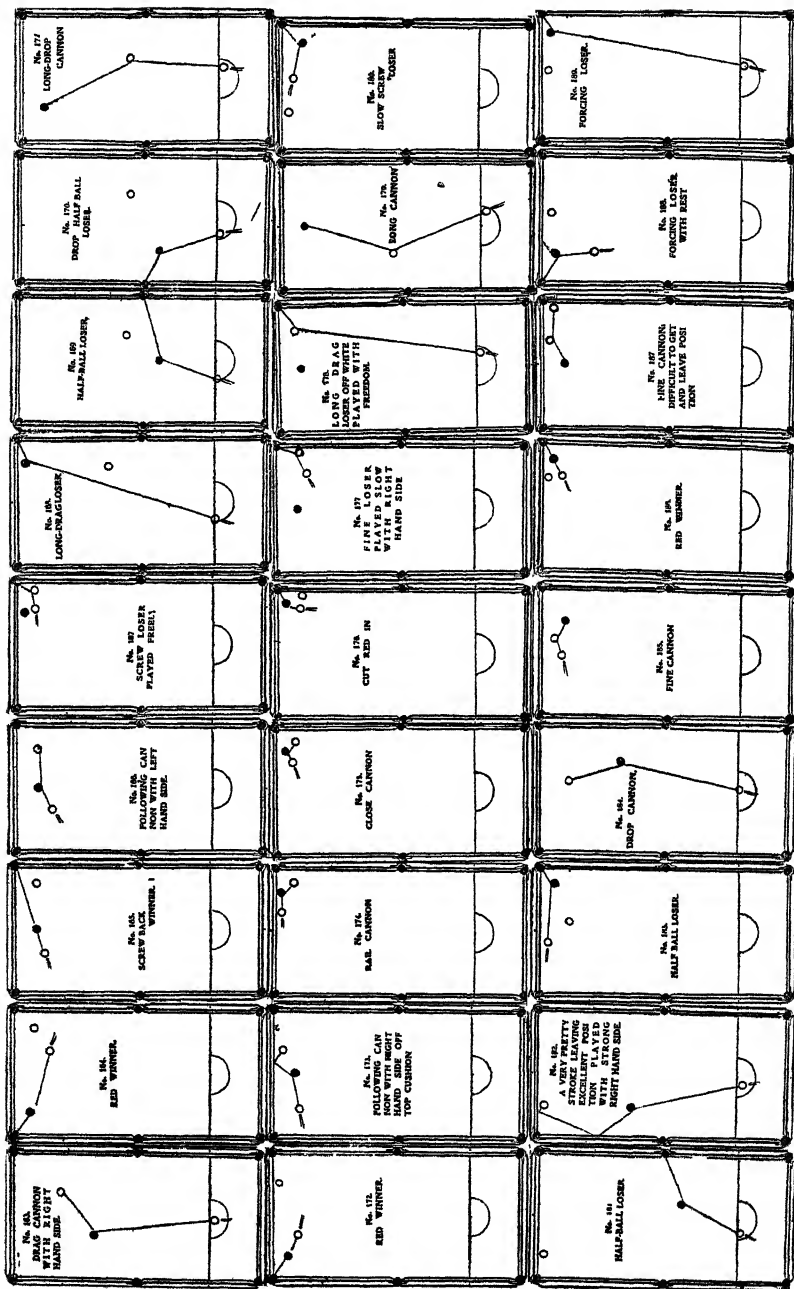 No. 163.
DRAG CANNON
WITH RIGHT
HAND SIDE.
No. 164.
RED WINNER.
No. 165.
SCREW BACK
WINNER.
No. 166.
FOLLOWING CAN
NON WITH LEFT
HAND SIDE.
No. 167
SCREW LOSER
PLAYED FREELY
No. 168.
LONG-DRAG LOSER
No. 169
HALF-BALL LOSER,
No. 170.
DROP HALF BALL
LOSER.
No. 171
LONG-DROP
CANNON
No. 172.
RED WINNER.
No. 173.
FOLLOWING CAN
NON WITH RIGHT
HAND SIDE OFF
TOP CUSHION
No. 174.
RAIL CANNON
No. 175.
CLOSE CANNON
No. 176.
CUT RED IN
No. 177
FINE LOSER
PLAYED SLOW
WITH RIGHT
HAND SIDE
No. 178.
LONG DRAG
LOSER OFF WHITE
PLAYED WITH
FREEDOM.
No. 179.
LONG CANNON
No. 180.
SLOW SCREW LOSER
No. 181
HALF-BALL LOSER
No. 182.
A VERY PRETTY
STROKE LEAVING
EXCELLENT POSI
TION PLAYED
WITH STRONG
RIGHT HAND SIDE.
No. 183.
HALF BALL LOSER.
No. 184.
DROP CANNON.
No. 185.
FINE CANNON
No. 186.
RED WINNER.
No. 187
FINE CANNON;
DIFFICULT TO GET
AND LEAVE POSI
TION
No. 188.
FORCING LOSER
WITH REST
No. 189.
FORCING LOSER.